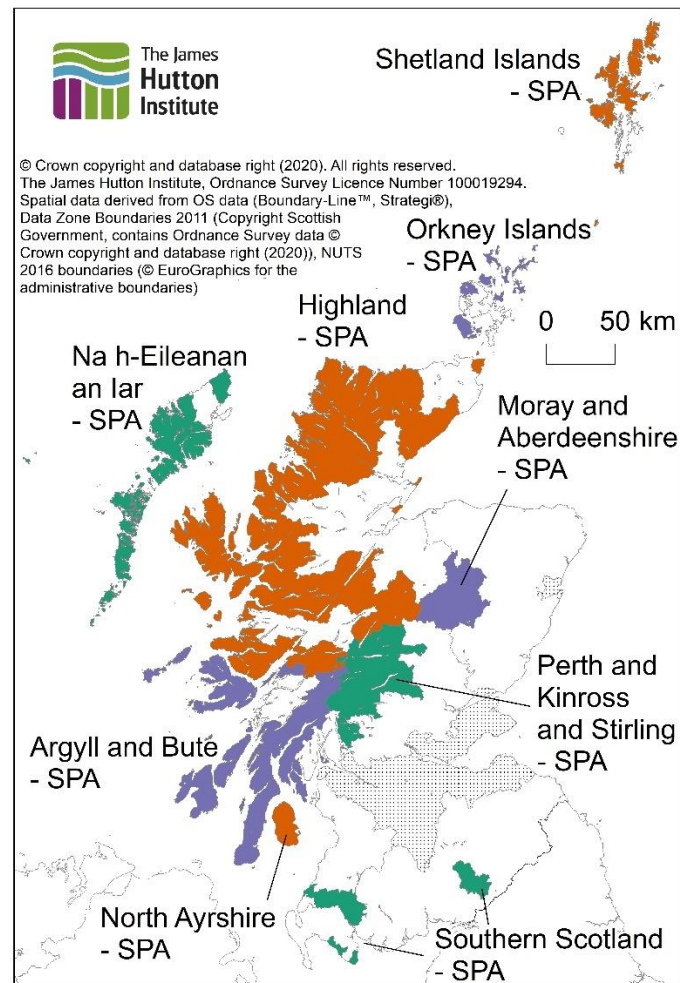 The James
Hutton
Institute
Shetland Islands
- SPA
© Crown copyright and database right (2020). All rights reserved.
The James Hutton Institute, Ordnance Survey Licence Number 100019294.
Spatial data derived from OS data (Boundary-Line™, Strategi®),
Data Zone Boundaries 2011 (Copyright Scottish
Government, contains Ordnance Survey data ©
Crown copyright and database right (2020)), NUTS
2016 boundaries (© EuroGraphics for the
administrative boundaries)
Orkney Islands
- SPA
Highland
- SPA
0 50 km
Na h-Eileanan
an Iar
- SPA
Moray and
Aberdeenshire
- SPA
Perth and
Kinross
and Stirling
- SPA
Argyll and Bute
- SPA
North Ayrshire
- SPA
Southern Scotland
- SPA